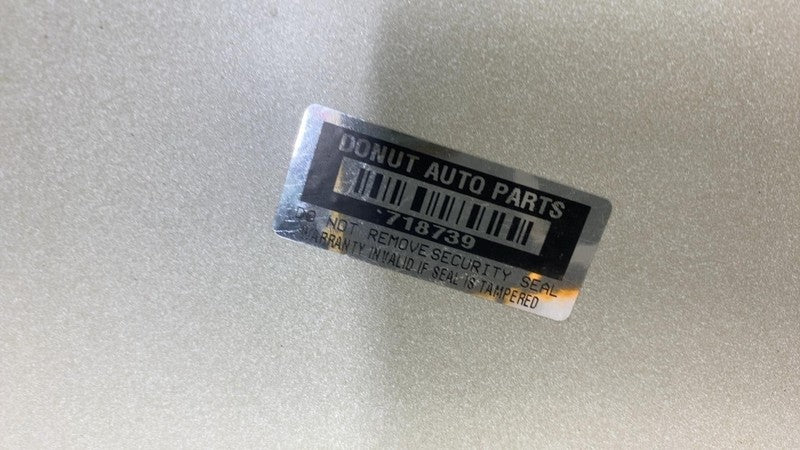 DONUT AUTO PARTS
718739
DO NOT REMOVE SECURITY SEAL
WARRANTY INVALID IF SEAL IS TAMPERED